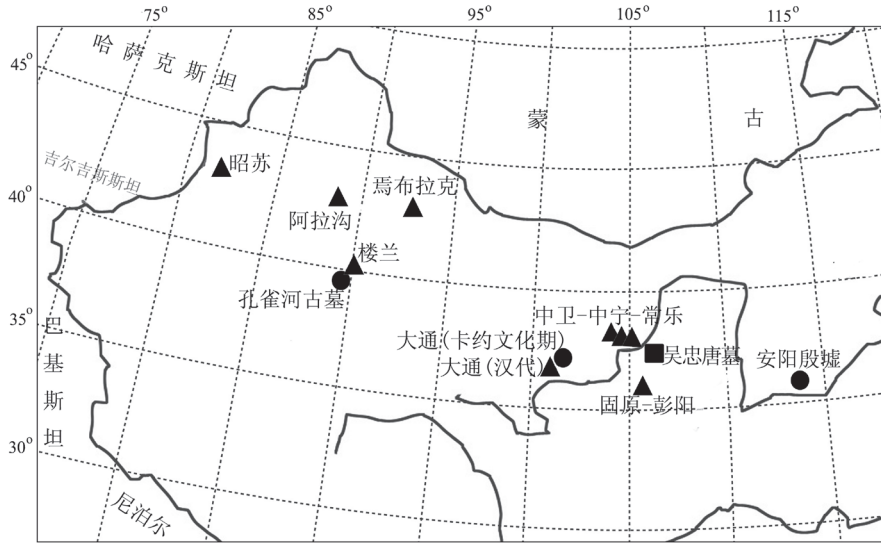 75° 85° 95° 105° 115°
45°
40°
35°
30°
哈萨克斯坦
蒙古
吉尔吉斯斯坦
昭苏
焉布拉克
阿拉沟
楼兰
孔雀河古墓
中卫-中宁-常乐
大通(卡约文化期)
大通(汉代)
吴忠唐墓
安阳殷墟
固原-彭阳
巴基斯坦
尼泊尔